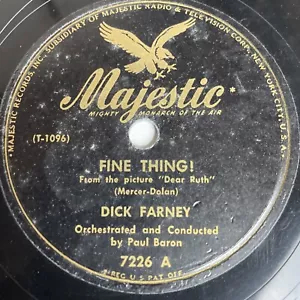 MAJESTIC RECORDS, INC., SUBSIDIARY OF MAJESTIC RADIO & TELEVISION CORP., NEW YORK CITY, U.S.A.
Majestic
MIGHTY MONARCH OF THE AIR
(T-1096)
FINE THING!
From the picture "Dear Ruth"
(Mercer-Dolan)
DICK FARNEY
Orchestrated and Conducted
by Paul Baron
7226 A
U S PAT OFF